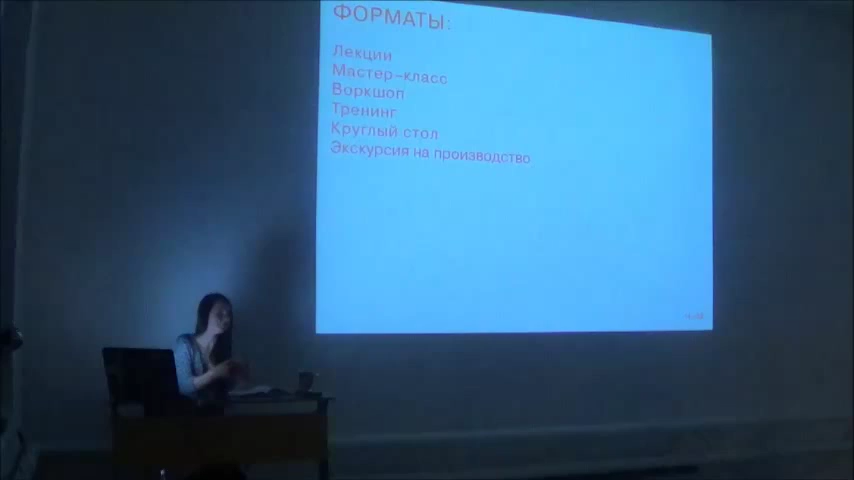 ФОРМАТЫ:
Лекции
Мастер-класс
Воркшоп
Тренинг
Круглый стол
Экскурсия на производство